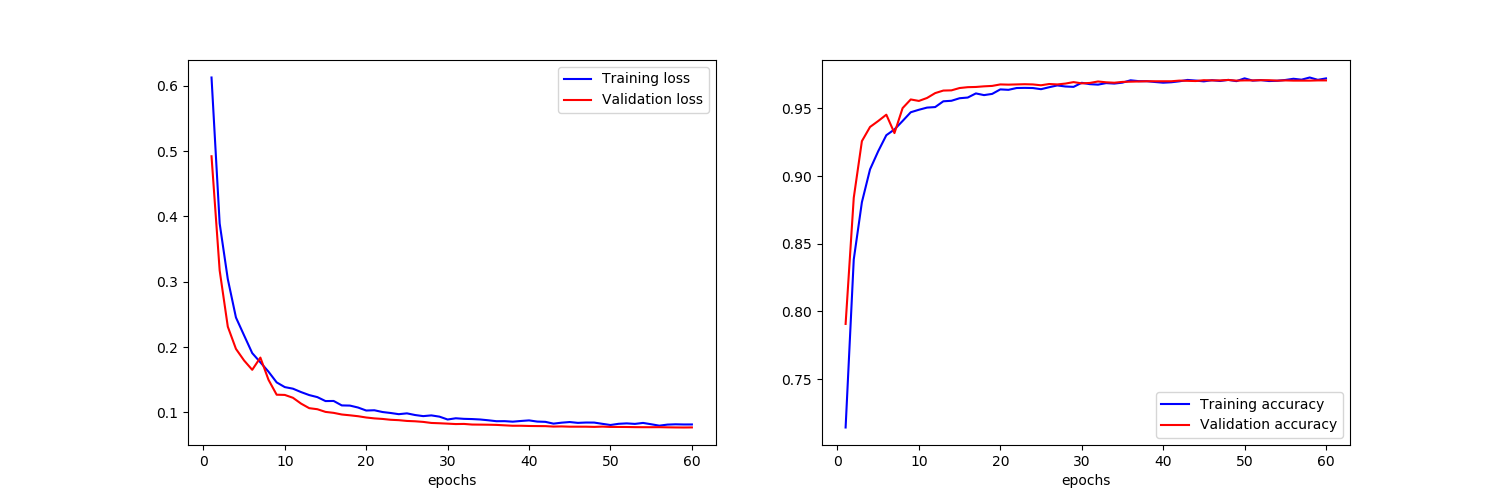 0.6
0.5
0.4
0.3
0.2
0.1
0 10 20 30 40 50 60
epochs
Training loss
Validation loss
0.95
0.90
0.85
0.80
0.75
0 10 20 30 40 50 60
epochs
Training accuracy
Validation accuracy